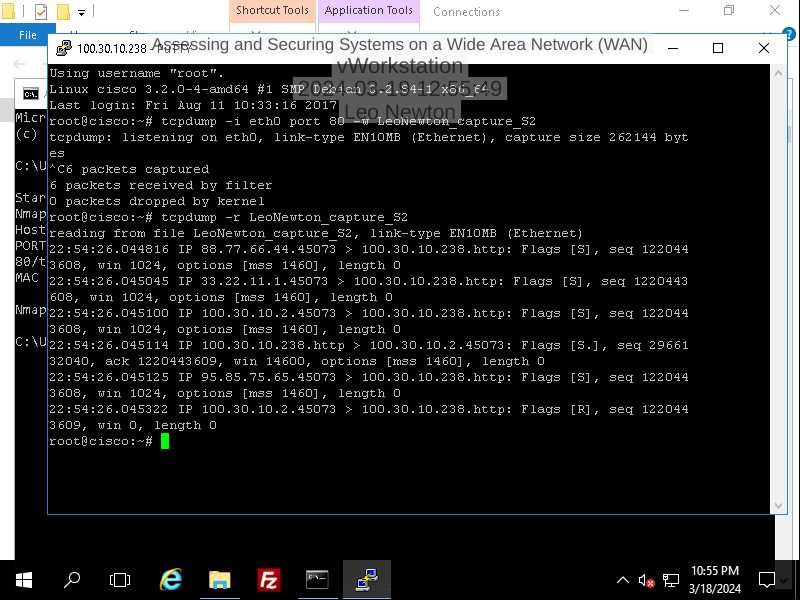 Shortcut Tools
Application Tools
Connections
File
100.30.10.238 - PuTTY
Assessing and Securing Systems on a Wide Area Network (WAN)
vWorkstation
Leo Newton
Micr
(c)
C:\U
Star
Nmap
Host
PORT
80/t
MAC
Nmap
C:\U
Using username "root".
Linux cisco 3.2.0-4-amd64 #1 SMP Debian
Last login: Fri Aug 11 10:33:16 2017
root@cisco:~# tcpdump -i eth0 port 80 -w LeoNewton_capture_S2
tcpdump: listening on eth0, link-type EN10MB (Ethernet), capture size 262144 byt
es
^C6 packets captured
6 packets received by filter
0 packets dropped by kernel
root@cisco:~# tcpdump -r LeoNewton_capture_S2
reading from file LeoNewton_capture_S2, link-type EN10MB (Ethernet)
22:54:26.044816 IP 88.77.66.44.45073 > 100.30.10.238.http: Flags [S], seq 122044
3608, win 1024, options [mss 1460], length 0
22:54:26.045045 IP 33.22.11.1.45073 > 100.30.10.238.http: Flags [S], seq 1220443
608, win 1024, options [mss 1460], length 0
22:54:26.045100 IP 100.30.10.2.45073 > 100.30.10.238.http: Flags [S], seq 122044
3608, win 1024, options [mss 1460], length 0
22:54:26.045114 IP 100.30.10.238.http > 100.30.10.2.45073: Flags [S.], seq 29661
32040, ack 1220443609, win 14600, options [mss 1460], length 0
22:54:26.045125 IP 95.85.75.65.45073 > 100.30.10.238.http: Flags [S], seq 122044
3608, win 1024, options [mss 1460], length 0
22:54:26.045322 IP 100.30.10.2.45073 > 100.30.10.238.http: Flags [R], seq 122044
3609, win 0, length 0
root@cisco:~#
10:55 PM
3/18/2024